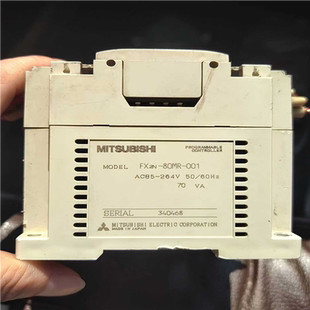 MITSUBISHI
PROGRAMMABLE
CONTROLLER
MODEL FX2N-80MR-001
AC85-264V 50/60Hz
70 VA
SERIAL 340468
MITSUBISHI ELECTRIC CORPORATION
MADE IN JAPAN